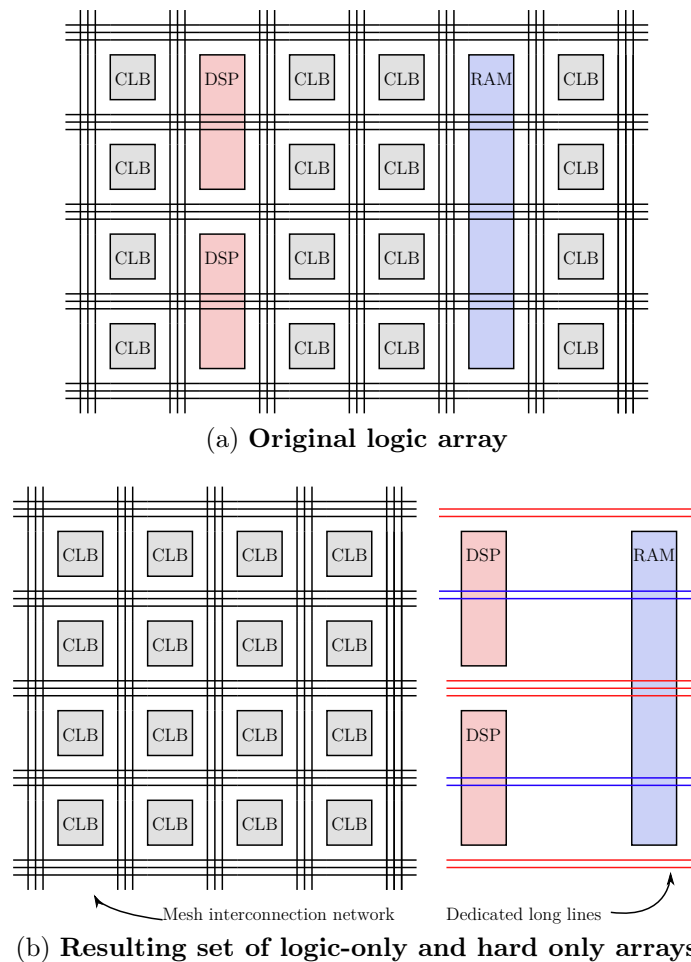 CLB DSP CLB CLB RAM CLB
CLB CLB CLB CLB
CLB DSP CLB CLB CLB
CLB CLB CLB CLB
(a) Original logic array
CLB CLB CLB CLB DSP RAM
CLB CLB CLB CLB
CLB CLB CLB CLB DSP
CLB CLB CLB CLB
Mesh interconnection network Dedicated long lines
(b) Resulting set of logic-only and hard only arrays